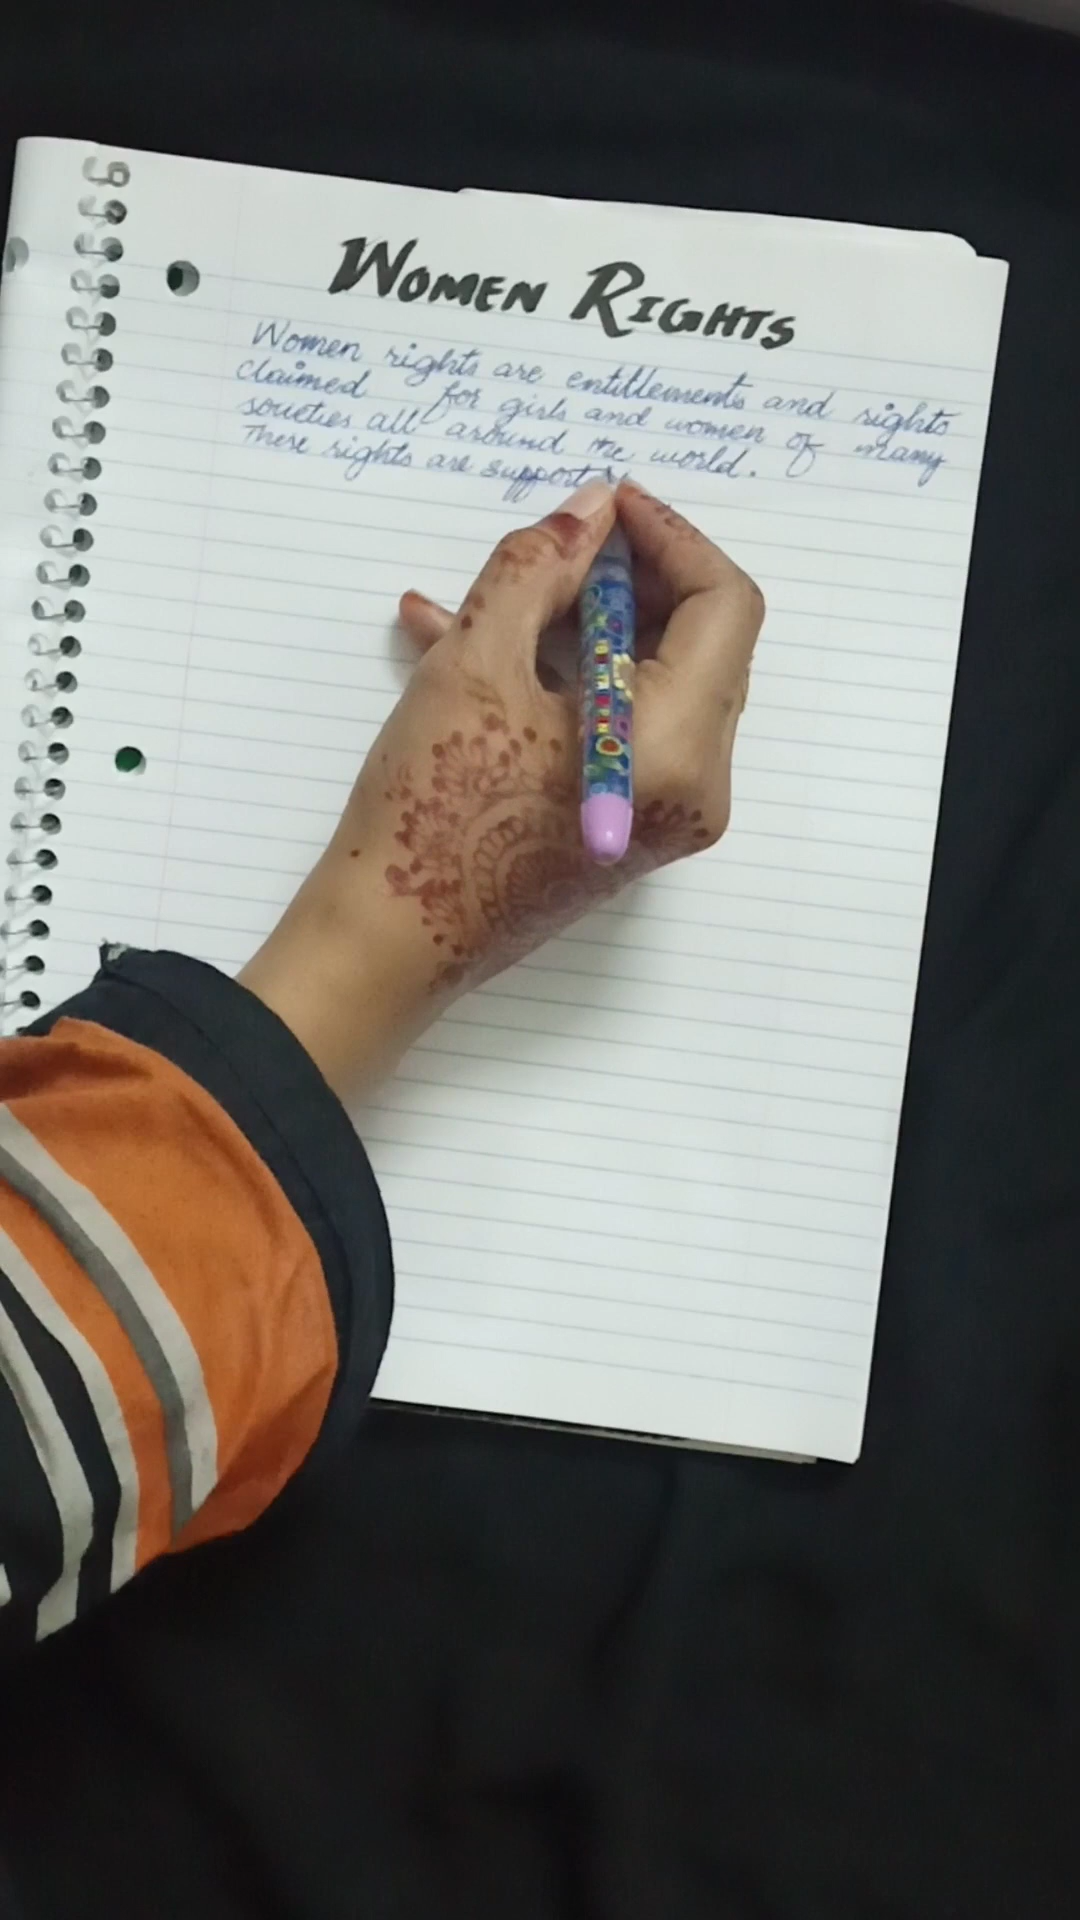 WOMEN RIGHTS
Women rights are entitlements and rights
claimed for girls and women of many
societies all around the world.
These rights are support